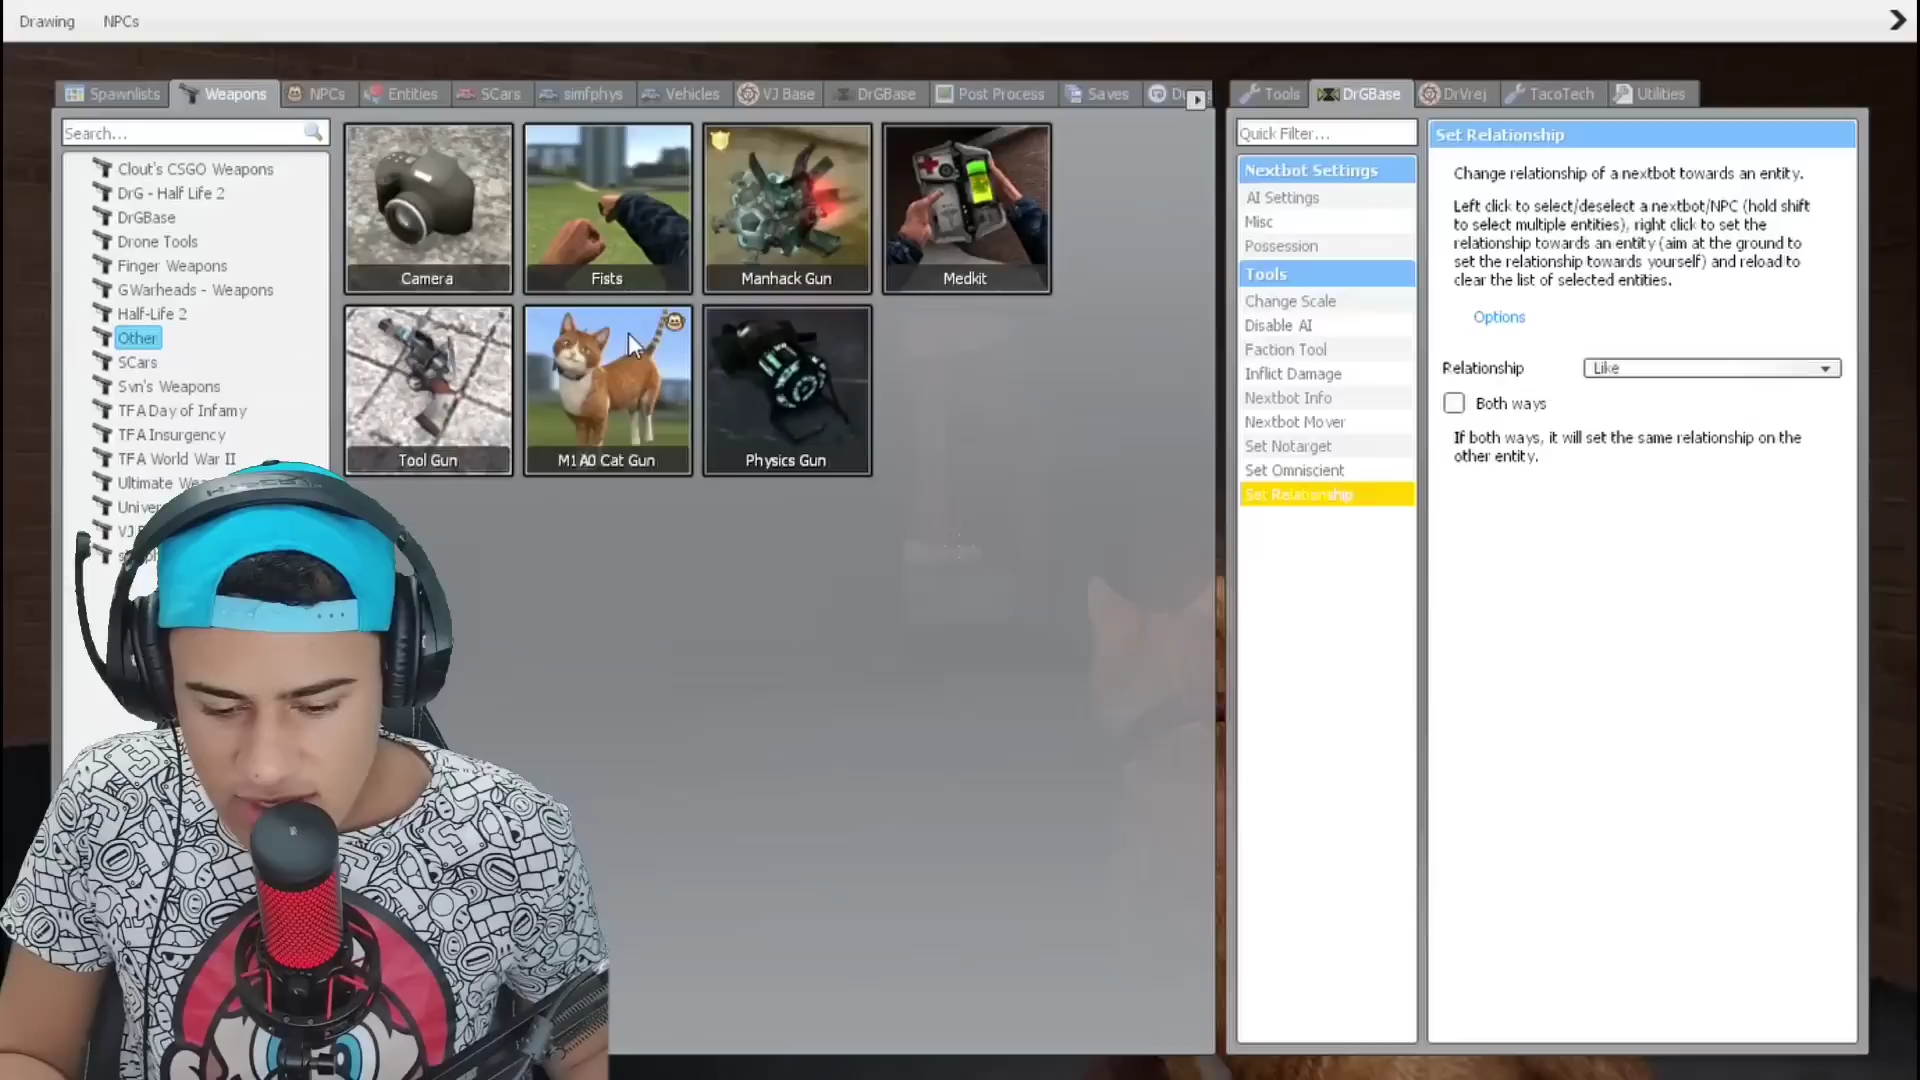 Drawing NPCs
Spawnlists Weapons NPCs Entities SCars simfphys Vehicles VJ Base DrGBase Post Process Saves
Search...
Clout's CSGO Weapons
DrG - Half Life 2
DrGBase
Drone Tools
Finger Weapons
GWarheads - Weapons
Half-Life 2
Other
SCars
Svn's Weapons
TFA Day of Infamy
TFA Insurgency
TFA World War II
Ultimate
Camera
Fists
Manhack Gun
Medkit
Tool Gun
M1A0 Cat Gun
Physics Gun
Tools DrGBase DrVrej TacoTech Utilities
Quick Filter...
Nextbot Settings
AI Settings
Misc
Possession
Tools
Change Scale
Disable AI
Faction Tool
Inflict Damage
Nextbot Info
Nextbot Mover
Set Notarget
Set Omniscient
Set Relationship
Set Relationship
Change relationship of a nextbot towards an entity.
Left click to select/deselect a nextbot/NPC (hold shift
to select multiple entities), right click to set the
relationship towards an entity (aim at the ground to
set the relationship towards yourself) and reload to
clear the list of selected entities.
Options
Relationship Like
Both ways
If both ways, it will set the same relationship on the
other entity.